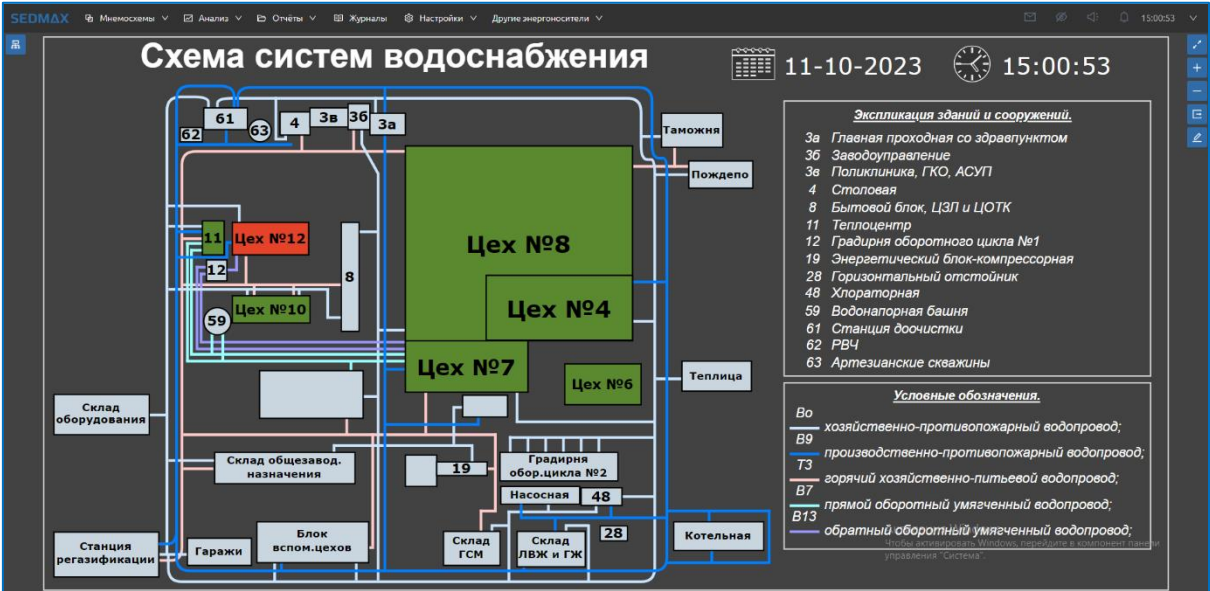 SEDMAX Мнемосхемы Анализ Отчёты Журналы Настройки Другие энергоносители 15:00:53
Схема систем водоснабжения
11-10-2023 15:00:53
61
62
63
4
3в
3б
3а
Таможня
Пождепо
Цех №8
11
Цех №12
12
8
Цех №10
59
Цех №4
Цех №7
Цех №6
Теплица
Склад
оборудования
Склад общезавод.
назначения
19
Градирня
обор.цикла №2
Насосная
48
28
Станция
регазификации
Гаражи
Блок
вспом.цехов
Склад
ГСМ
Склад
ЛВЖ и ГЖ
Котельная
Экспликация зданий и сооружений.
3а Главная проходная со здравпунктом
3б Заводоуправление
3в Поликлиника, ГКО, АСУП
4 Столовая
8 Бытовой блок, ЦЗЛ и ЦОТК
11 Теплоцентр
12 Градирня оборотного цикла №1
19 Энергетический блок-компрессорная
28 Горизонтальный отстойник
48 Хлораторная
59 Водонапорная башня
61 Станция доочистки
62 РВЧ
63 Артезианские скважины
Условные обозначения.
Во
хозяйственно-противопожарный водопровод;
В9
производственно-противопожарный водопровод;
Т3
горячий хозяйственно-питьевой водопровод;
В7
прямой оборотный умягченный водопровод;
В13
обратный оборотный умягченный водопровод;
Чтобы активировать Windows, перейдите в компонент панели
управления "Система".